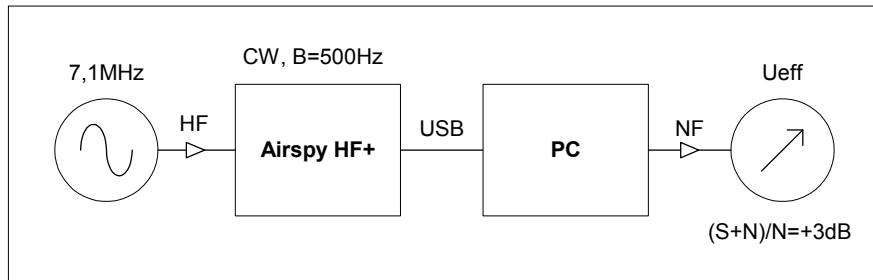 CW, B=500Hz
7,1MHz
Ueff
HF
USB
NF
Airspy HF+
PC
(S+N)/N=+3dB